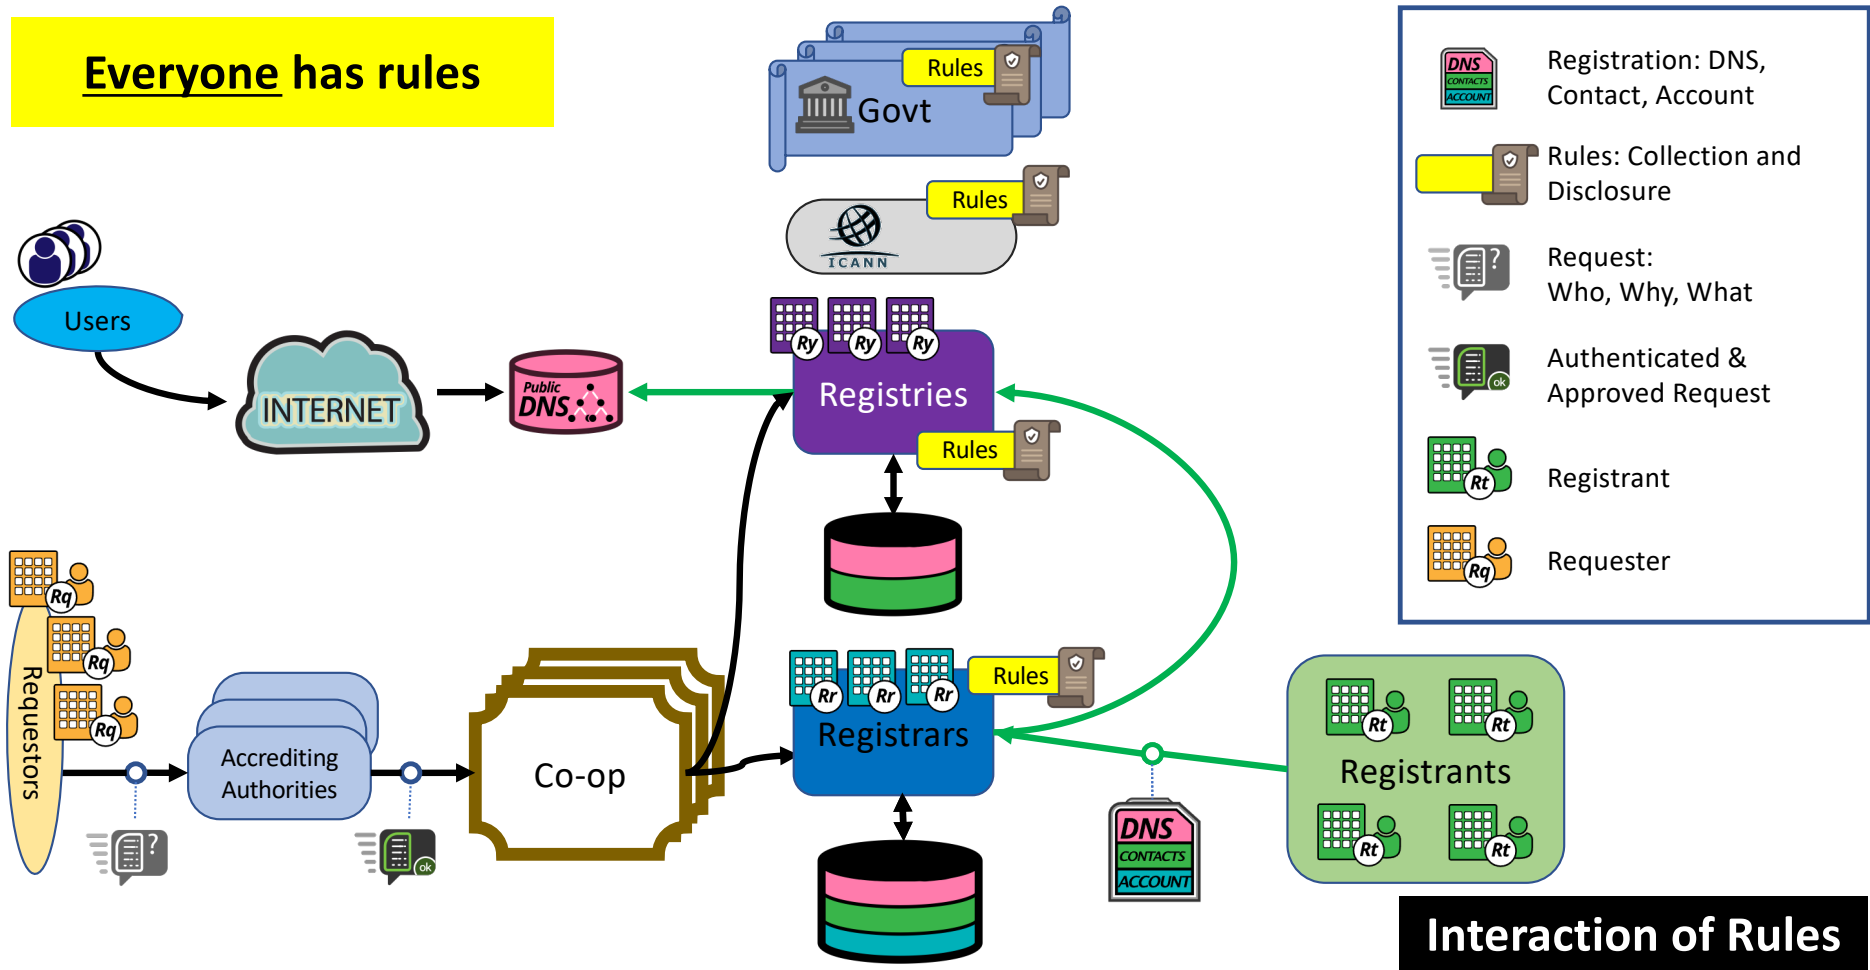 Everyone has rules
Rules
Govt
Rules
ICANN
Users
INTERNET
Public
DNS
Ry
Ry
Ry
Registries
Rules
Rq
Rq
Rq
Requestors
Accrediting
Authorities
?
ok
Co-op
Rr
Rr
Rr
Rules
Registrars
DNS
CONTACTS
ACCOUNT
Rt
Rt
Registrants
Rt
Rt
DNS
CONTACTS
ACCOUNT
Registration: DNS,
Contact, Account
Rules: Collection and
Disclosure
?
Request:
Who, Why, What
ok
Authenticated &
Approved Request
Rt
Registrant
Rq
Requester
Interaction of Rules